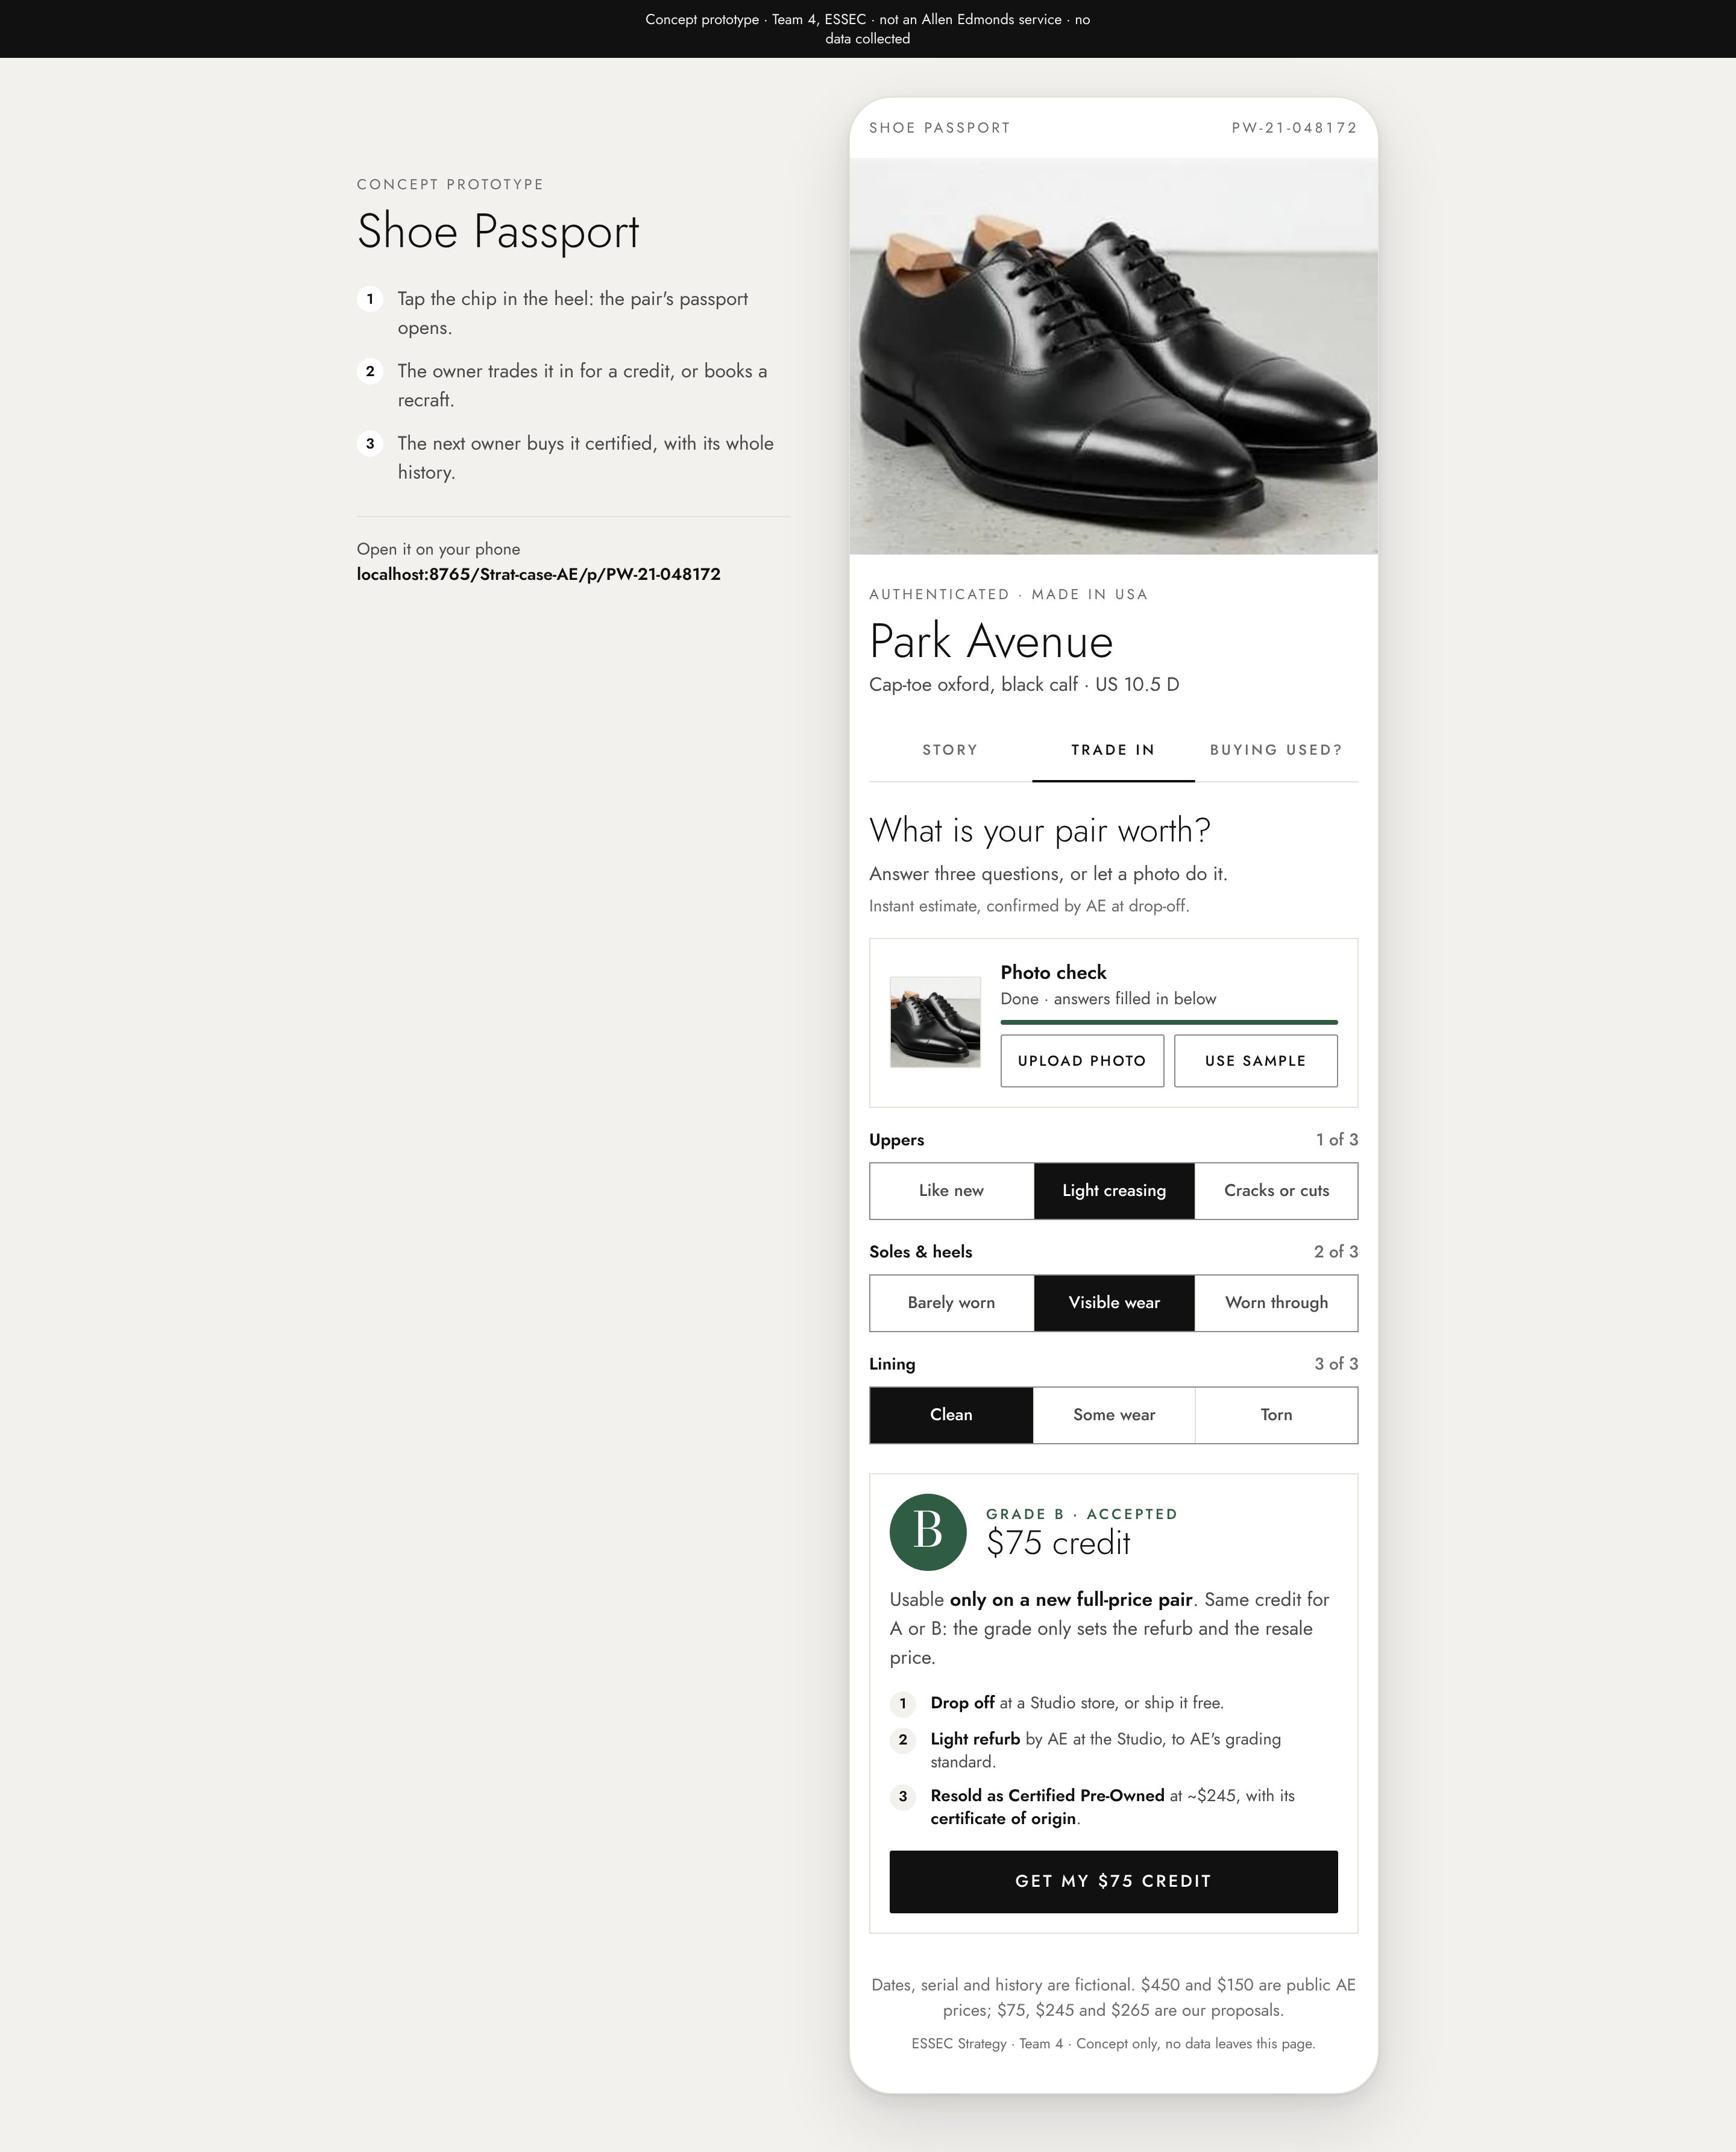 Concept prototype · Team 4, ESSEC · not an Allen Edmonds service · no
data collected
CONCEPT PROTOTYPE
Shoe Passport
1 Tap the chip in the heel: the pair's passport
opens.
2 The owner trades it in for a credit, or books a
recraft.
3 The next owner buys it certified, with its whole
history.
Open it on your phone
localhost:8765/Strat-case-AE/p/PW-21-048172
SHOE PASSPORT PW-21-048172
AUTHENTICATED · MADE IN USA
Park Avenue
Cap-toe oxford, black calf · US 10.5 D
STORY TRADE IN BUYING USED?
What is your pair worth?
Answer three questions, or let a photo do it.
Instant estimate, confirmed by AE at drop-off.
Photo check
Done · answers filled in below
UPLOAD PHOTO USE SAMPLE
Uppers 1 of 3
Like new Light creasing Cracks or cuts
Soles & heels 2 of 3
Barely worn Visible wear Worn through
Lining 3 of 3
Clean Some wear Torn
B
GRADE B · ACCEPTED
$75 credit
Usable only on a new full-price pair. Same credit for
A or B: the grade only sets the refurb and the resale
price.
1 Drop off at a Studio store, or ship it free.
2 Light refurb by AE at the Studio, to AE's grading
standard.
3 Resold as Certified Pre-Owned at ~$245, with its
certificate of origin.
GET MY $75 CREDIT
Dates, serial and history are fictional. $450 and $150 are public AE
prices; $75, $245 and $265 are our proposals.
ESSEC Strategy · Team 4 · Concept only, no data leaves this page.